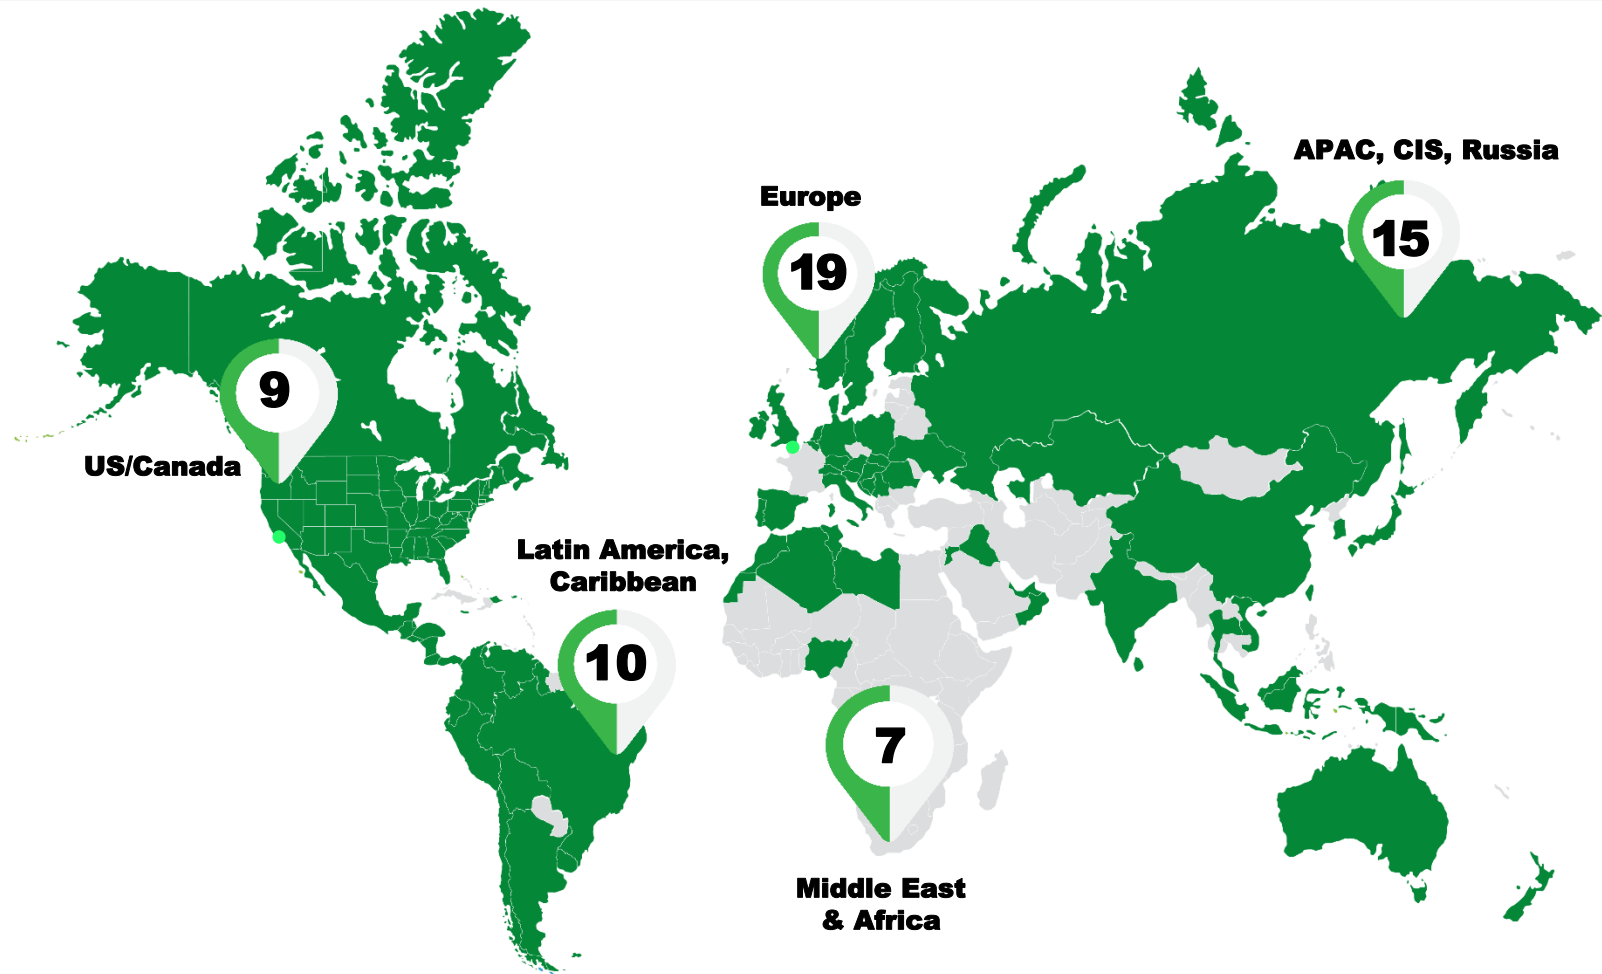 APAC, CIS, Russia
15
Europe
19
9
US/Canada
Latin America,
Caribbean
10
7
Middle East
& Africa